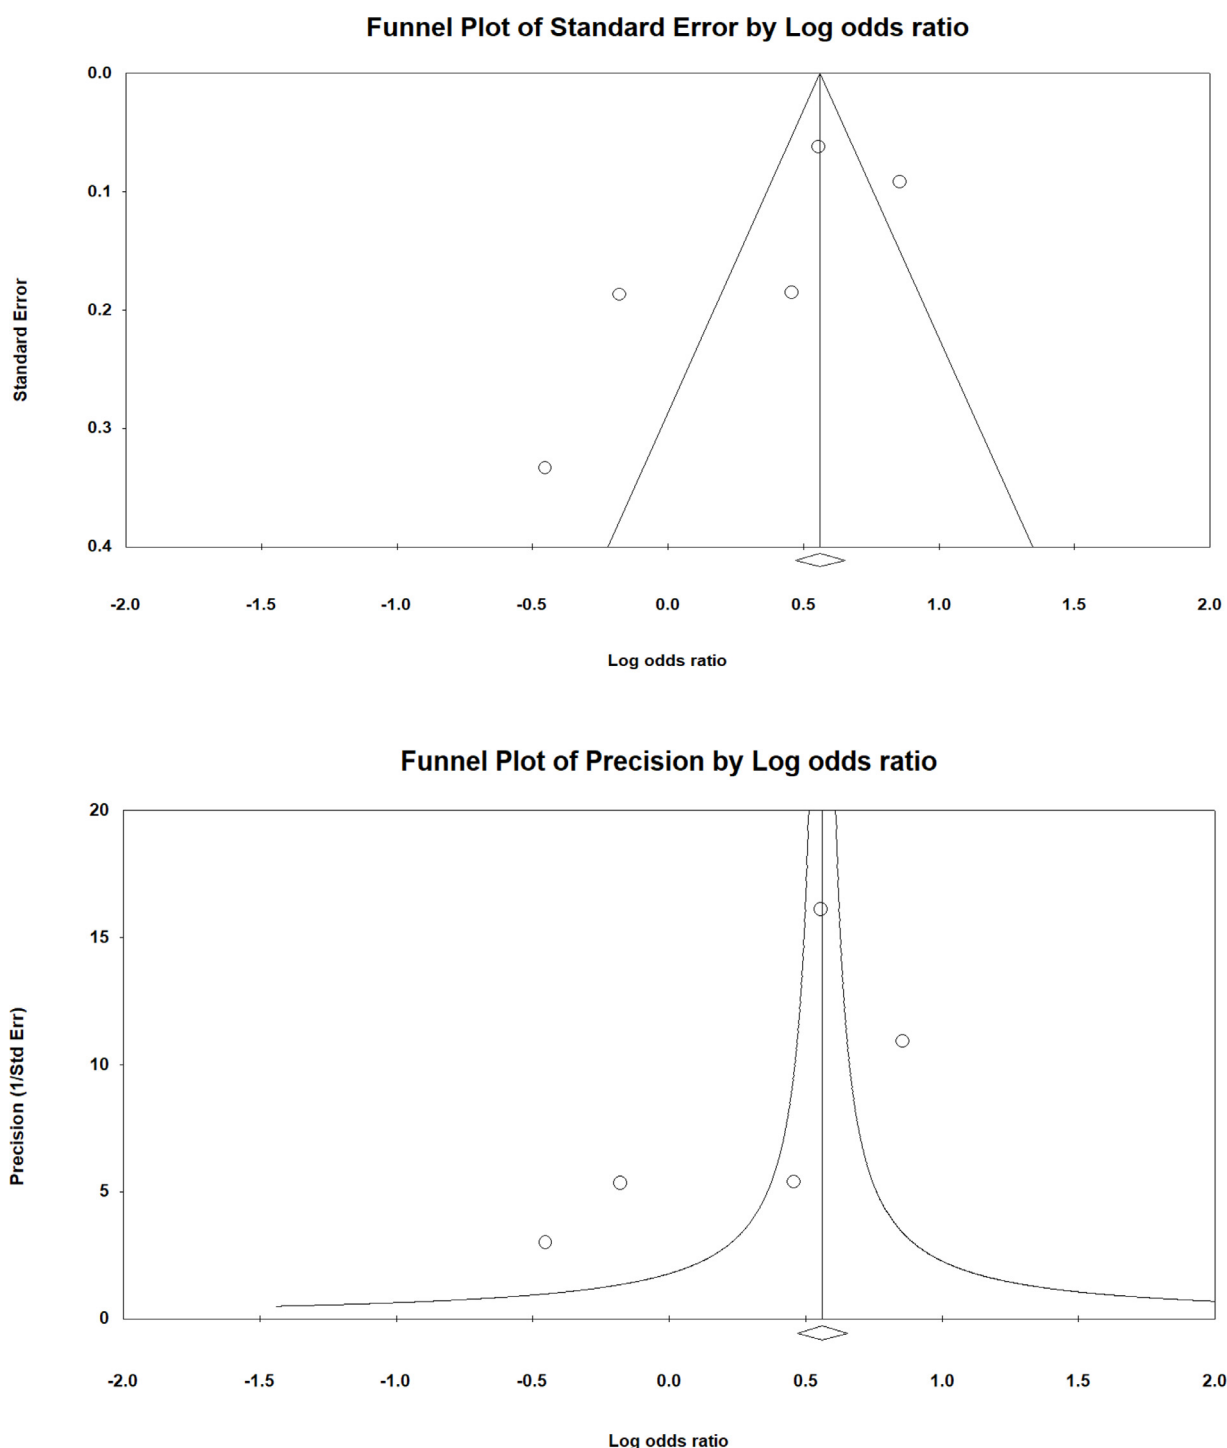 Funnel Plot of Standard Error by Log odds ratio
0.0
0.1
0.2
0.3
0.4
Standard Error
-2.0 -1.5 -1.0 -0.5 0.0 0.5 1.0 1.5 2.0
Log odds ratio
Funnel Plot of Precision by Log odds ratio
20
15
10
5
0
Precision (1/Std Err)
-2.0 -1.5 -1.0 -0.5 0.0 0.5 1.0 1.5 2.0
Log odds ratio